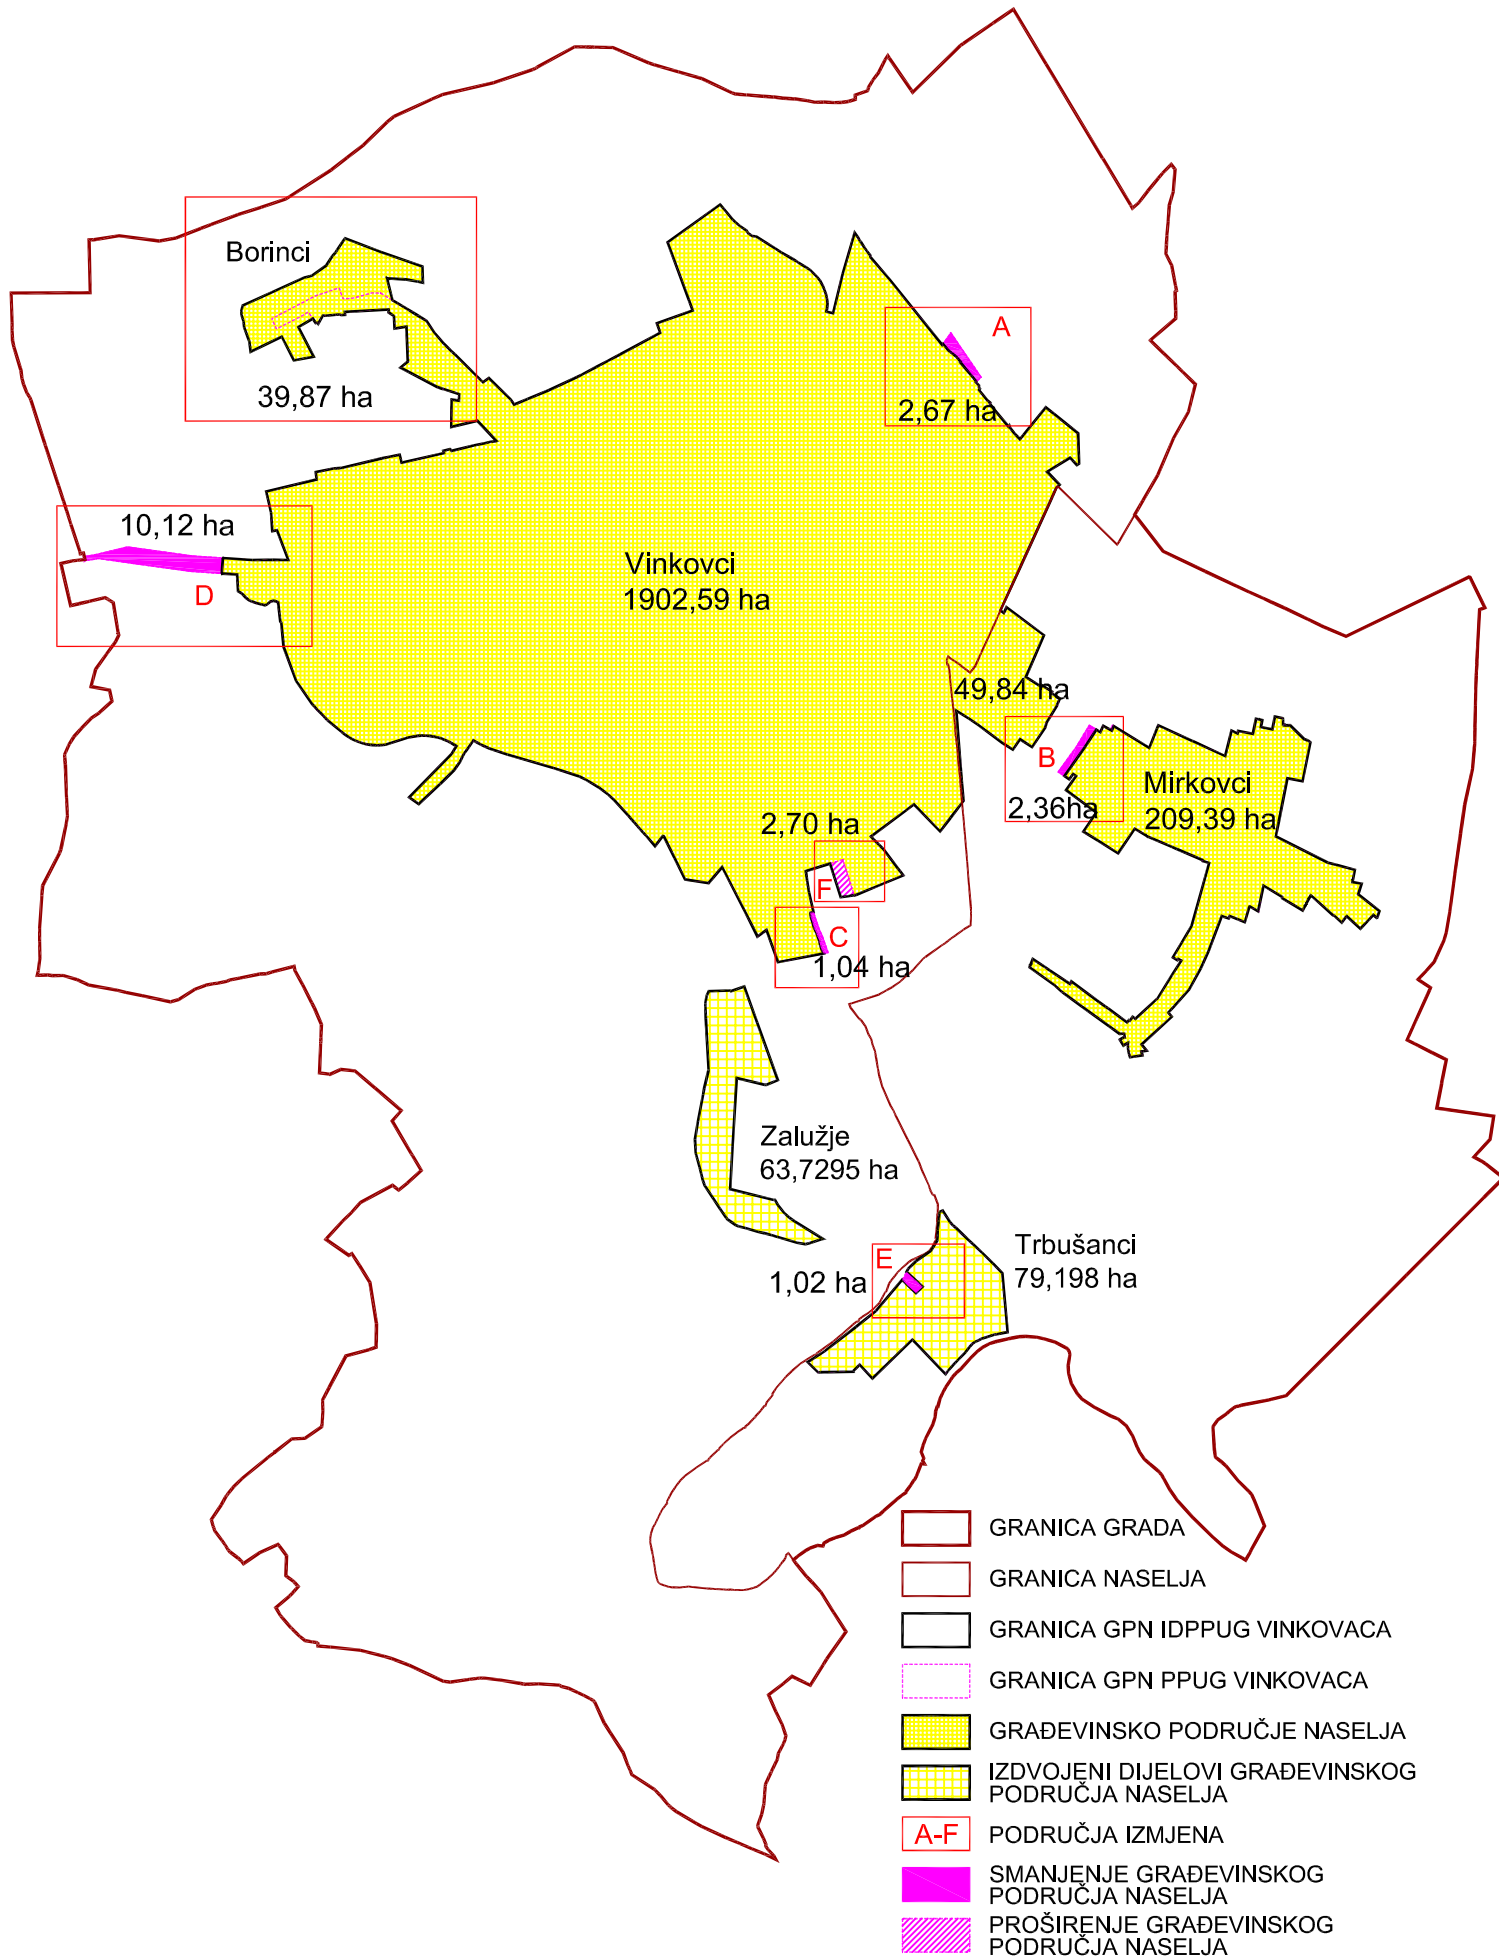 Borinci
39,87 ha
A
2,67 ha
10,12 ha
D
Vinkovci
1902,59 ha
49,84 ha
B
2,36ha
Mirkovci
209,39 ha
2,70 ha
F
C
1,04 ha
Zalužje
63,7295 ha
E
1,02 ha
Trbušanci
79,198 ha
GRANICA GRADA
GRANICA NASELJA
GRANICA GPN IDPPUG VINKOVACA
GRANICA GPN PPUG VINKOVACA
GRAĐEVINSKO PODRUČJE NASELJA
IZDVOJENI DIJELOVI GRAĐEVINSKOG
PODRUČJA NASELJA
A-F PODRUČJA IZMJENA
SMANJENJE GRAĐEVINSKOG
PODRUČJA NASELJA
PROŠIRENJE GRAĐEVINSKOG
PODRUČJA NASELJA